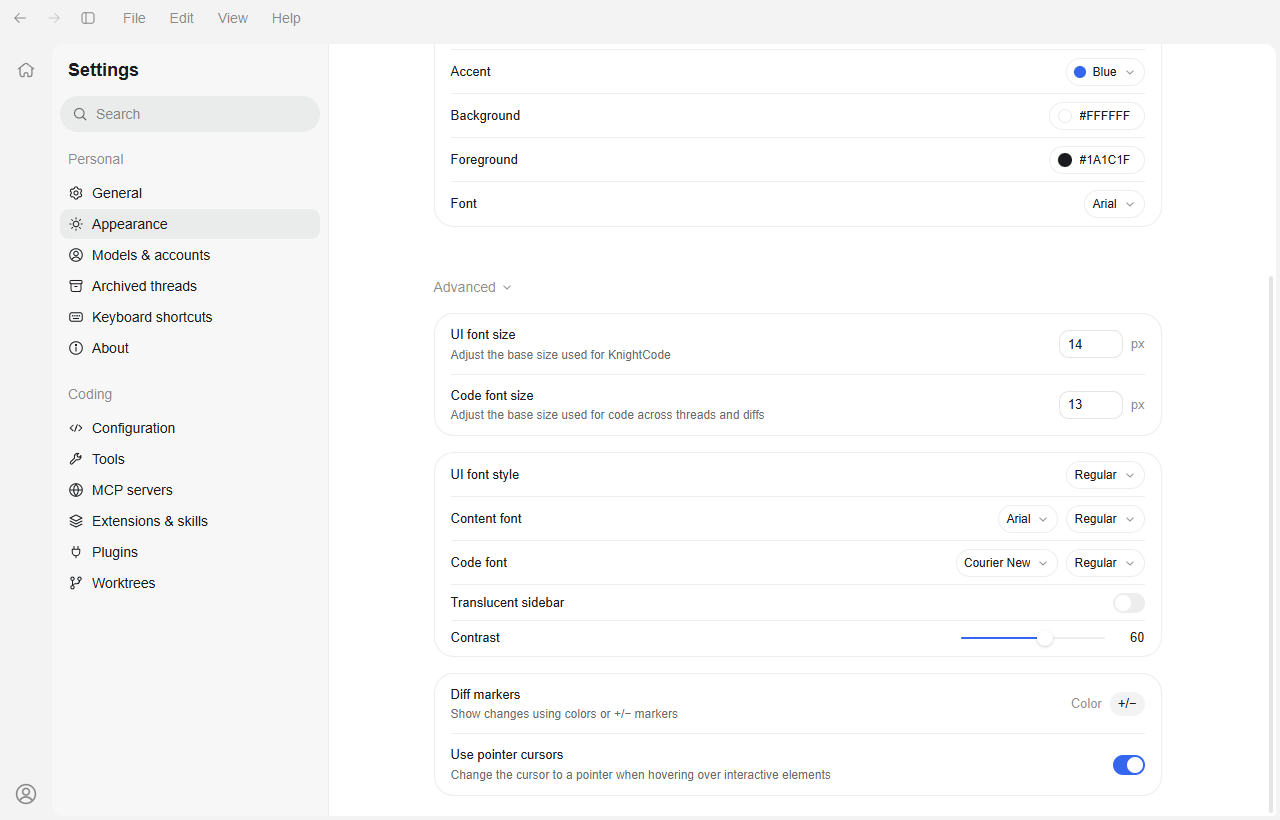 File Edit View Help
Settings
Search
Personal
General
Appearance
Models & accounts
Archived threads
Keyboard shortcuts
About
Coding
Configuration
Tools
MCP servers
Extensions & skills
Plugins
Worktrees
Accent Blue
Background #FFFFFF
Foreground #1A1C1F
Font Arial
Advanced
UI font size
Adjust the base size used for KnightCode
14 px
Code font size
Adjust the base size used for code across threads and diffs
13 px
UI font style Regular
Content font Arial Regular
Code font Courier New Regular
Translucent sidebar
Contrast 60
Diff markers
Show changes using colors or +/− markers
Color +/−
Use pointer cursors
Change the cursor to a pointer when hovering over interactive elements